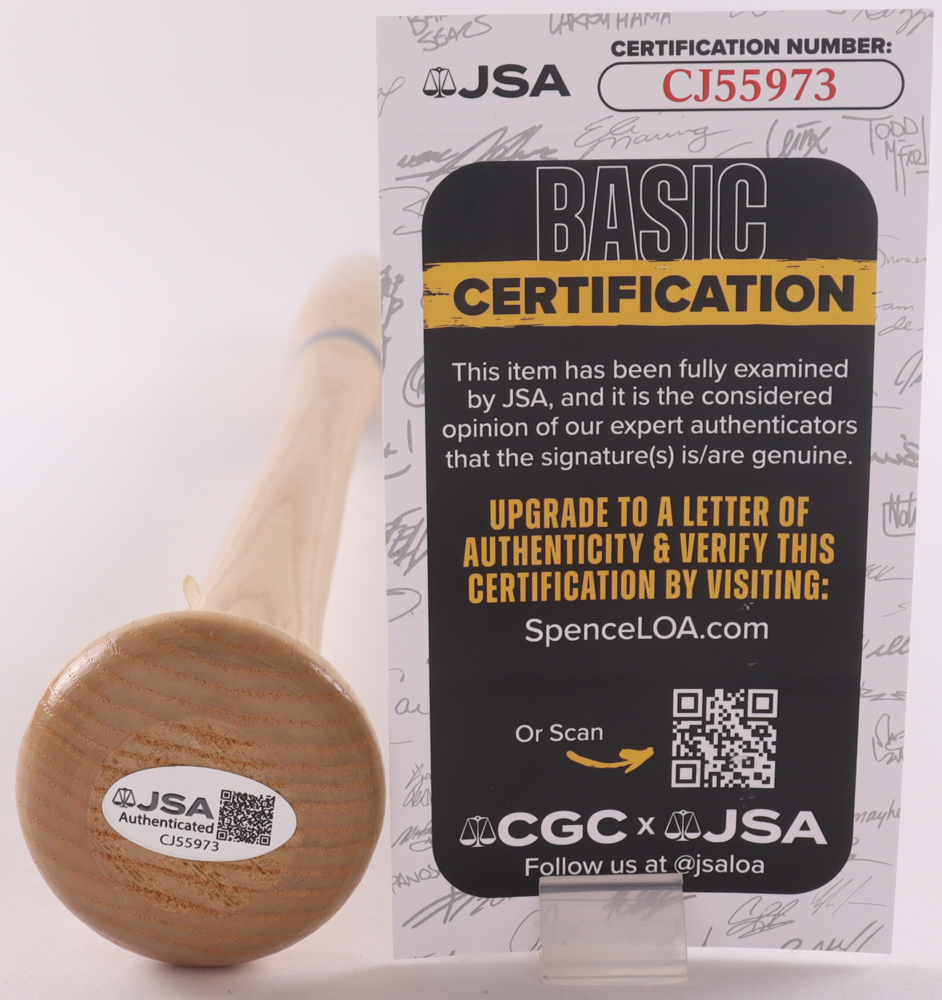 CERTIFICATION NUMBER:
JSA
CJ55973
BASIC
CERTIFICATION
This item has been fully examined
by JSA, and it is the considered
opinion of our expert authenticators
that the signature(s) is/are genuine.
UPGRADE TO A LETTER OF
AUTHENTICITY & VERIFY THIS
CERTIFICATION BY VISITING:
SpenceLOA.com
Or Scan
CGC x JSA
Follow us at @jsaloa
JSA
Authenticated
CJ55973